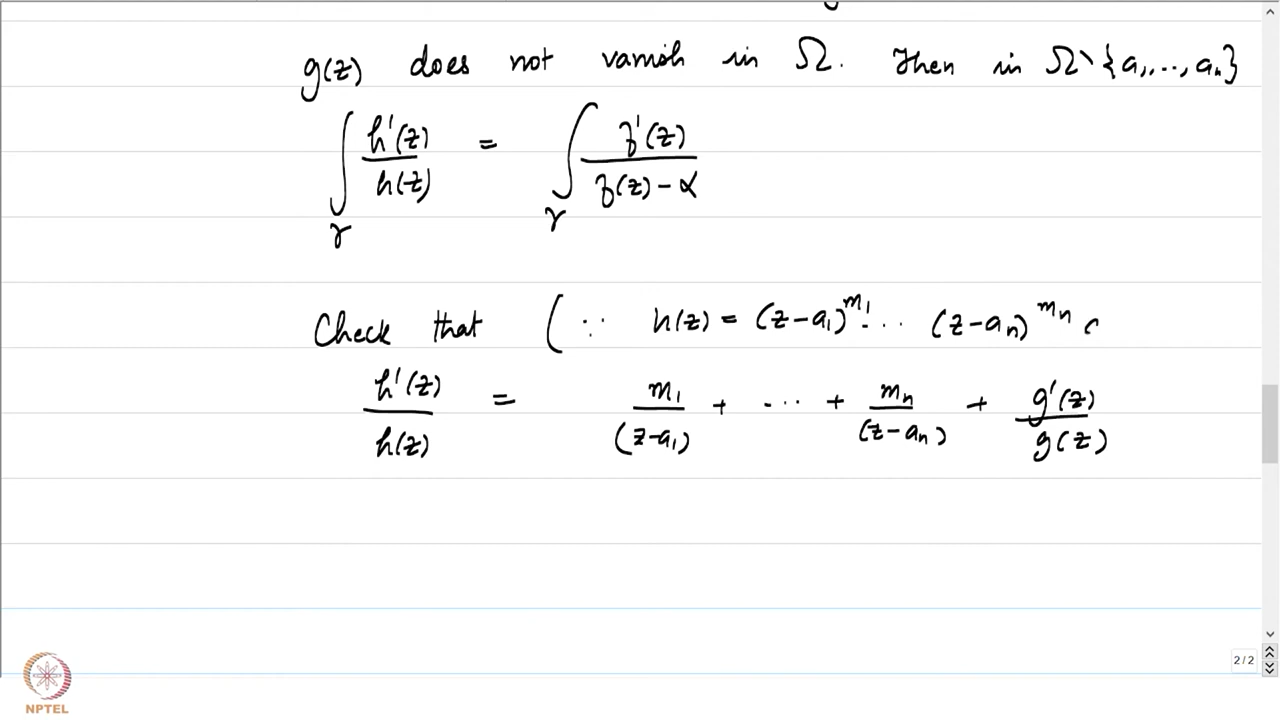 g(z) does not vanish in Ω. Then in Ω\{a₁,..,aₙ}
∫_γ h'(z)/h(z) = ∫_γ f'(z)/(f(z)-α)
Check that (∵ h(z) = (z-a₁)^m₁ ... (z-aₙ)^mₙ
h'(z)/h(z) = m₁/(z-a₁) + ... + mₙ/(z-aₙ) + g'(z)/g(z)
2/2
NPTEL